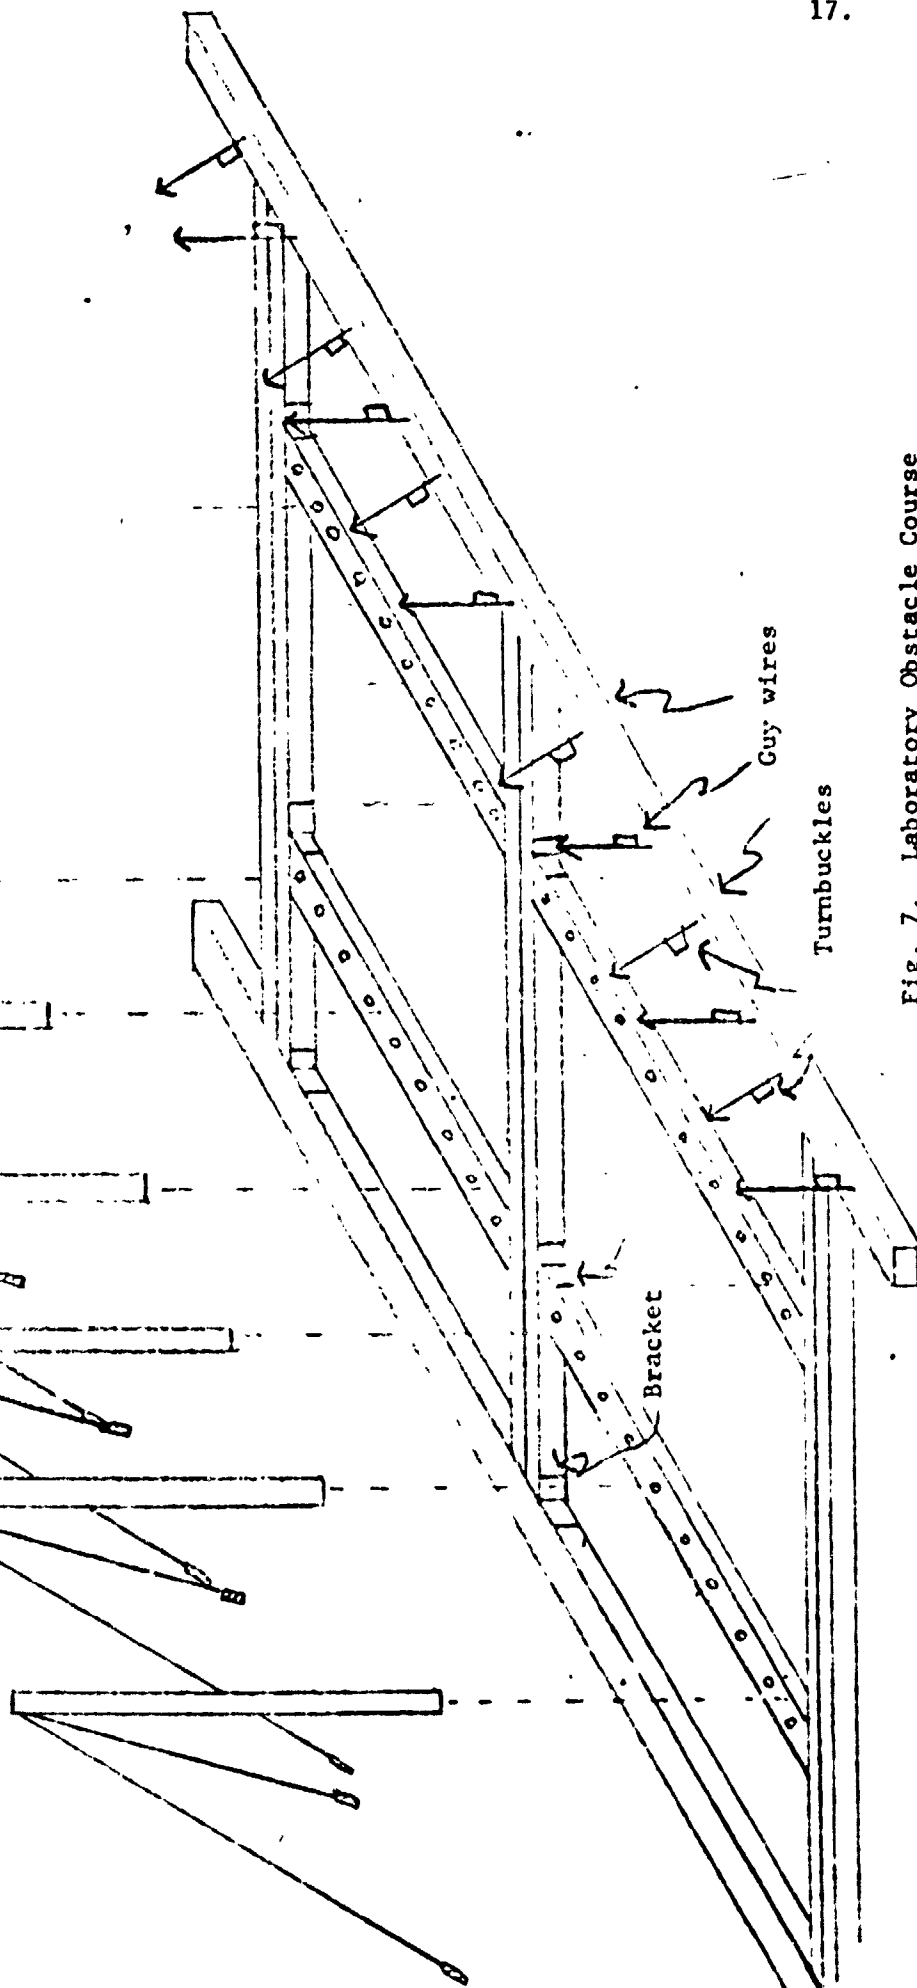 17.
Guy wires
Turnbuckles
Bracket
Fig. 7. Laboratory Obstacle Course